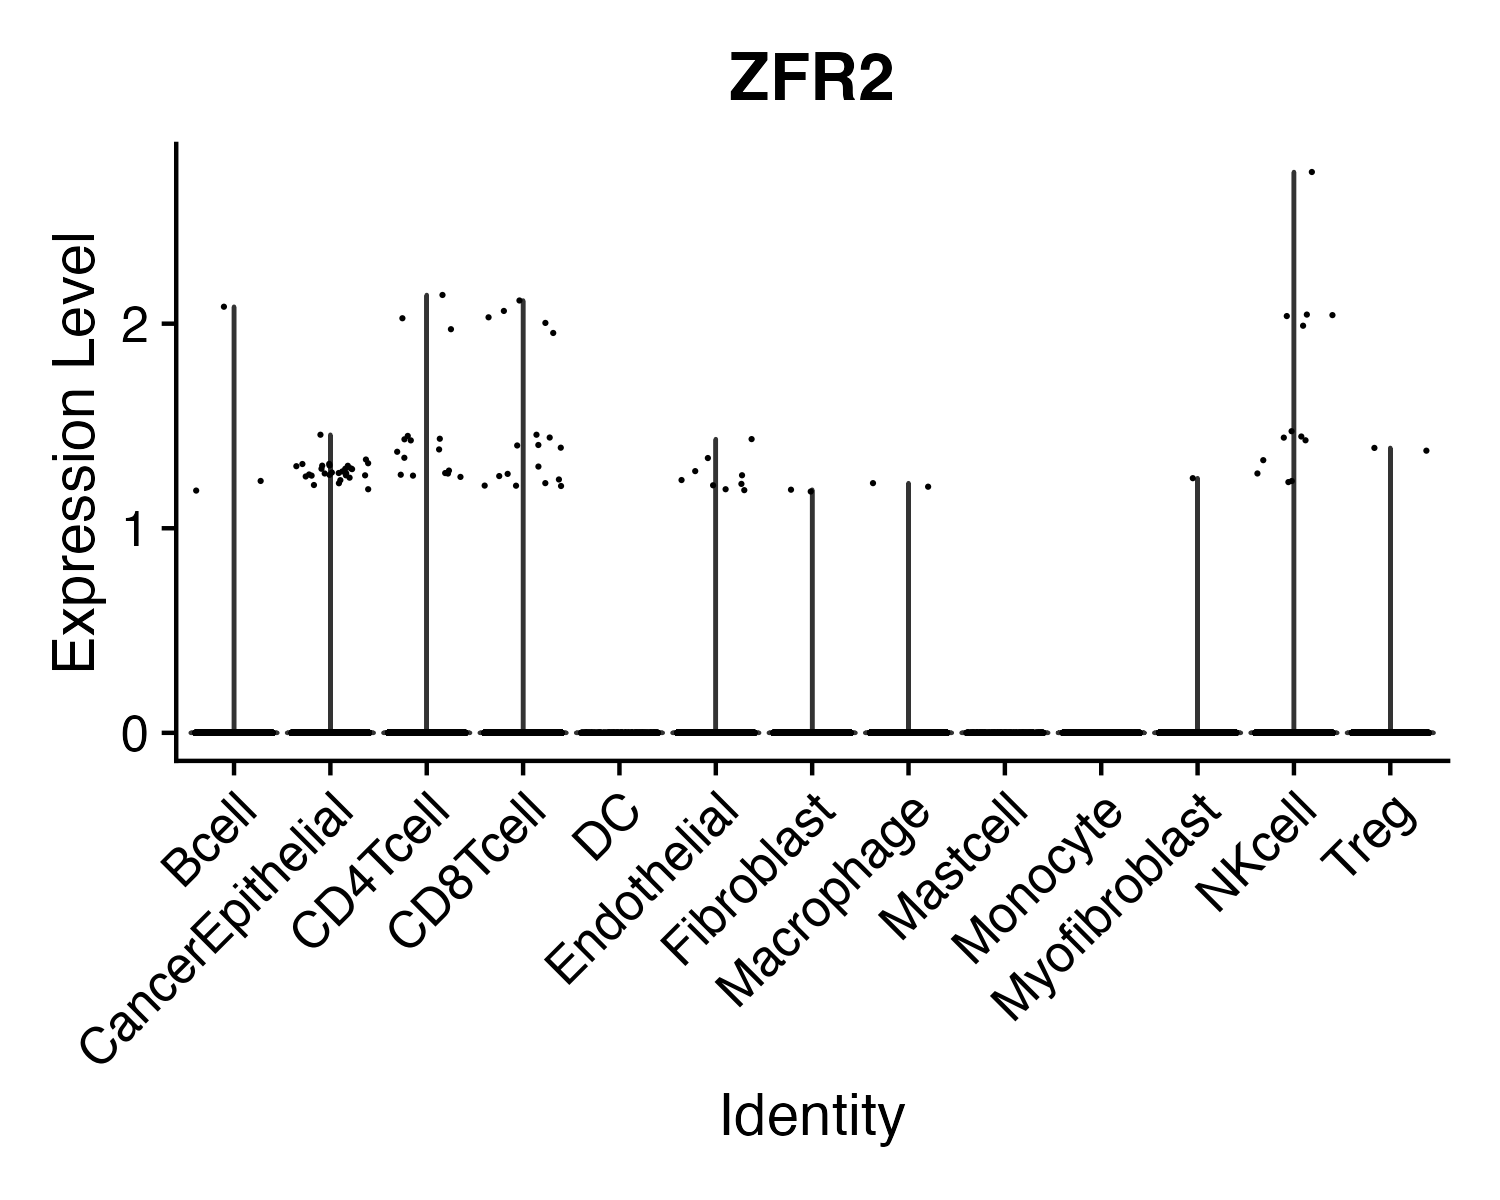 ZFR2
Expression Level
2
1
0
Bcell
CancerEpithelial
CD4Tcell
CD8Tcell
DC
Endothelial
Fibroblast
Macrophage
Mastcell
Monocyte
Myofibroblast
NKcell
Treg
Identity